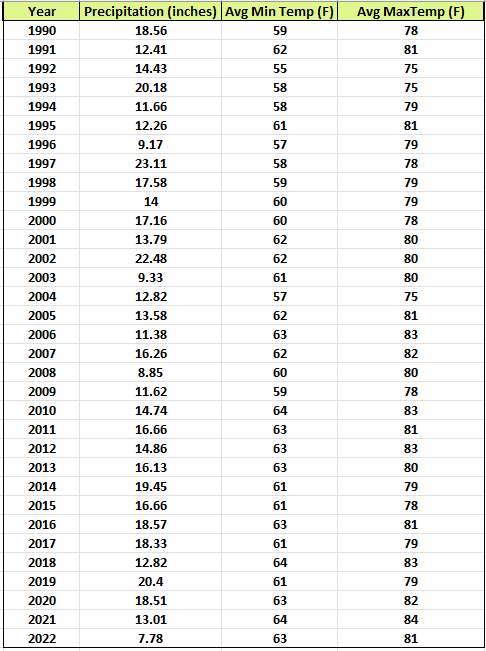 Year Precipitation (inches) Avg Min Temp (F) Avg MaxTemp (F)
1990 18.56 59 78
1991 12.41 62 81
1992 14.43 55 75
1993 20.18 58 75
1994 11.66 58 79
1995 12.26 61 81
1996 9.17 57 79
1997 23.11 58 78
1998 17.58 59 79
1999 14 60 79
2000 17.16 60 78
2001 13.79 62 80
2002 22.48 62 80
2003 9.33 61 80
2004 12.82 57 75
2005 13.58 62 81
2006 11.38 63 83
2007 16.26 62 82
2008 8.85 60 80
2009 11.62 59 78
2010 14.74 64 83
2011 16.66 63 81
2012 14.86 63 83
2013 16.13 63 80
2014 19.45 61 79
2015 16.66 61 78
2016 18.57 63 81
2017 18.33 61 79
2018 12.82 64 83
2019 20.4 61 79
2020 18.51 63 82
2021 13.01 64 84
2022 7.78 63 81